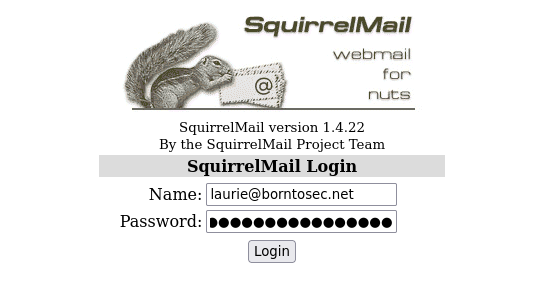 SquirrelMail
webmail
for
nuts
@
SquirrelMail version 1.4.22
By the SquirrelMail Project Team
SquirrelMail Login
Name: laurie@borntosec.net
Password: ●●●●●●●●●●●●●●●●
Login